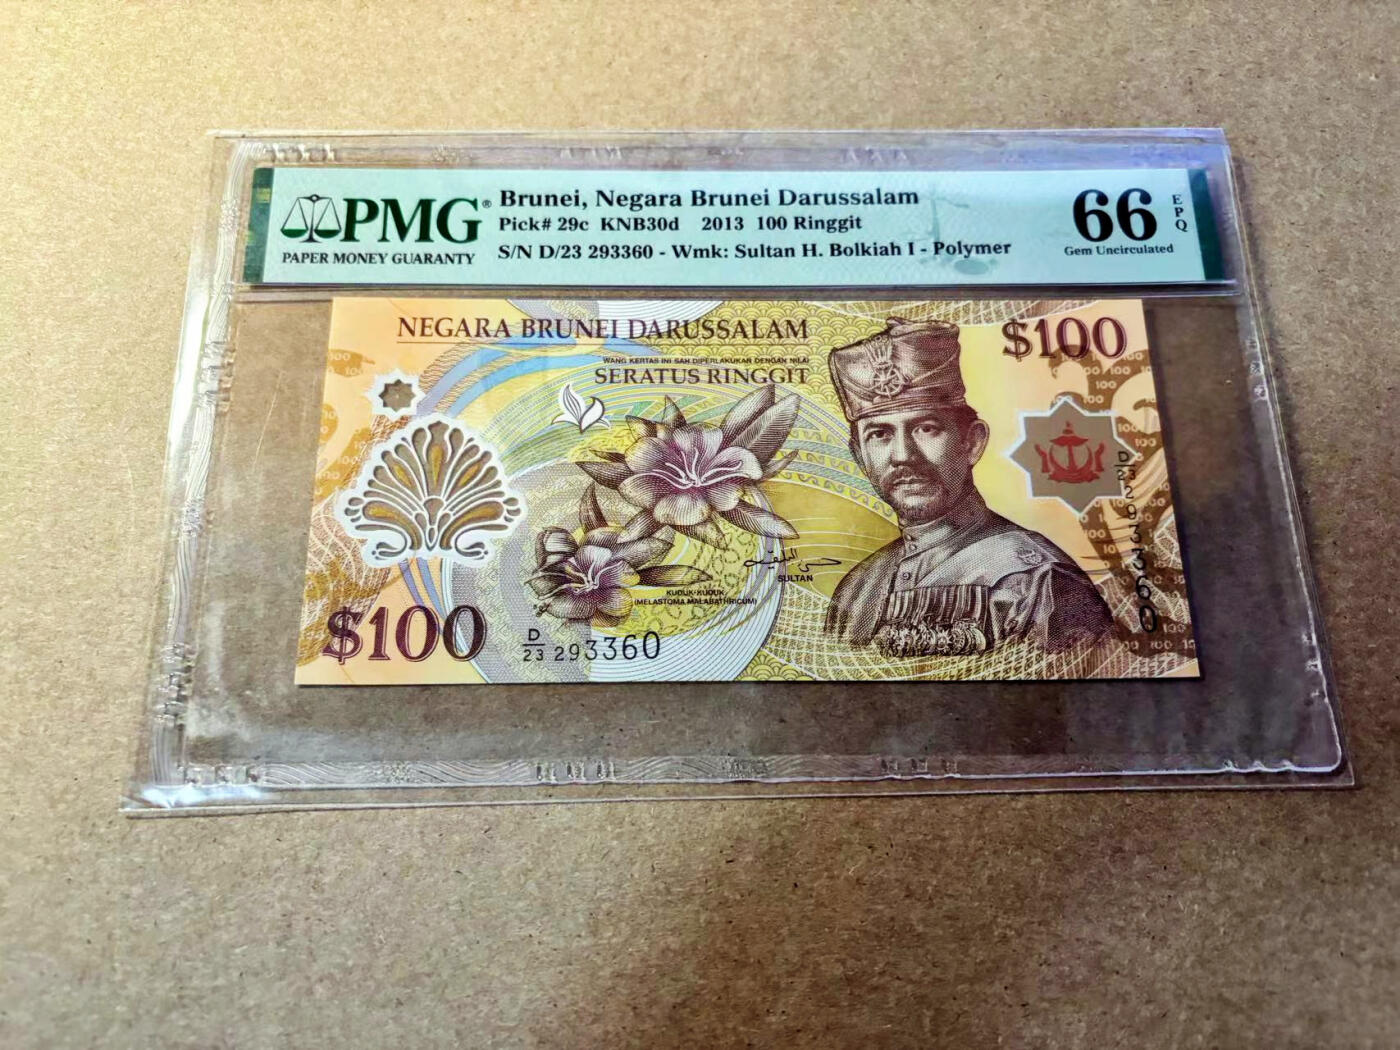 PMG®
PAPER MONEY GUARANTY
Brunei, Negara Brunei Darussalam
Pick# 29c KNB30d 2013 100 Ringgit
S/N D/23 293360 - Wmk: Sultan H. Bolkiah I - Polymer
66
EPQ
Gem Uncirculated
NEGARA BRUNEI DARUSSALAM
WANG KERTAS INI SAH DIPERLAKUKAN DENGAN NILAI
SERATUS RINGGIT
$100
D/23 293360
SULTAN
KUDUK-KUDUK
(MELASTOMA MALABATHRICUM)
$100
D/23 293360